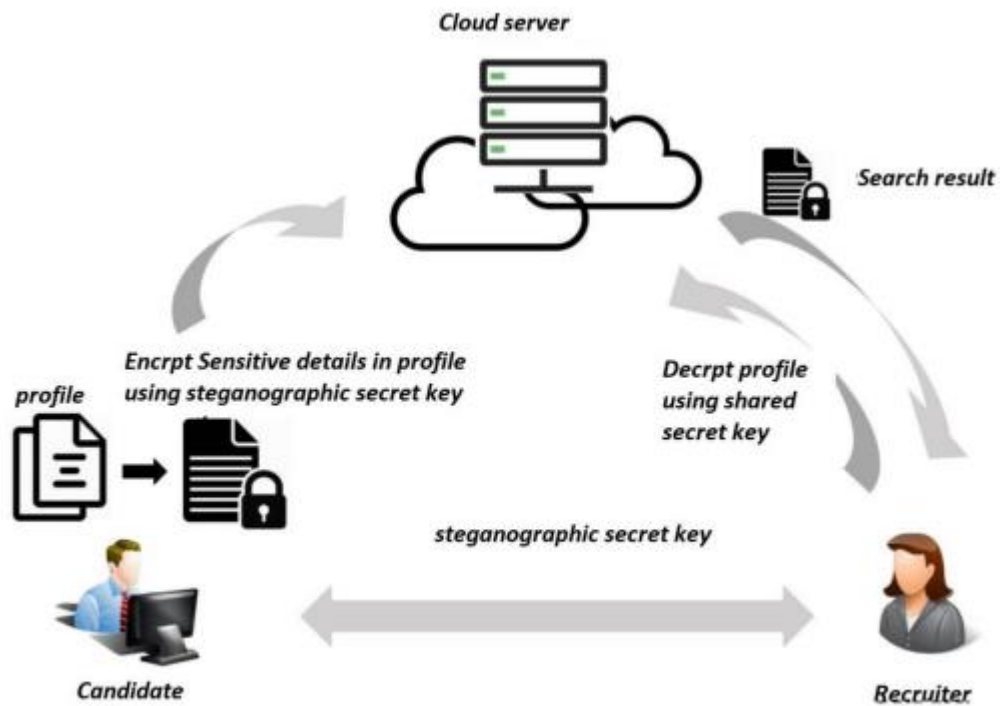 Cloud server
Search result
Encrpt Sensitive details in profile
using steganographic secret key
profile
Decrpt profile
using shared
secret key
steganographic secret key
Candidate
Recruiter